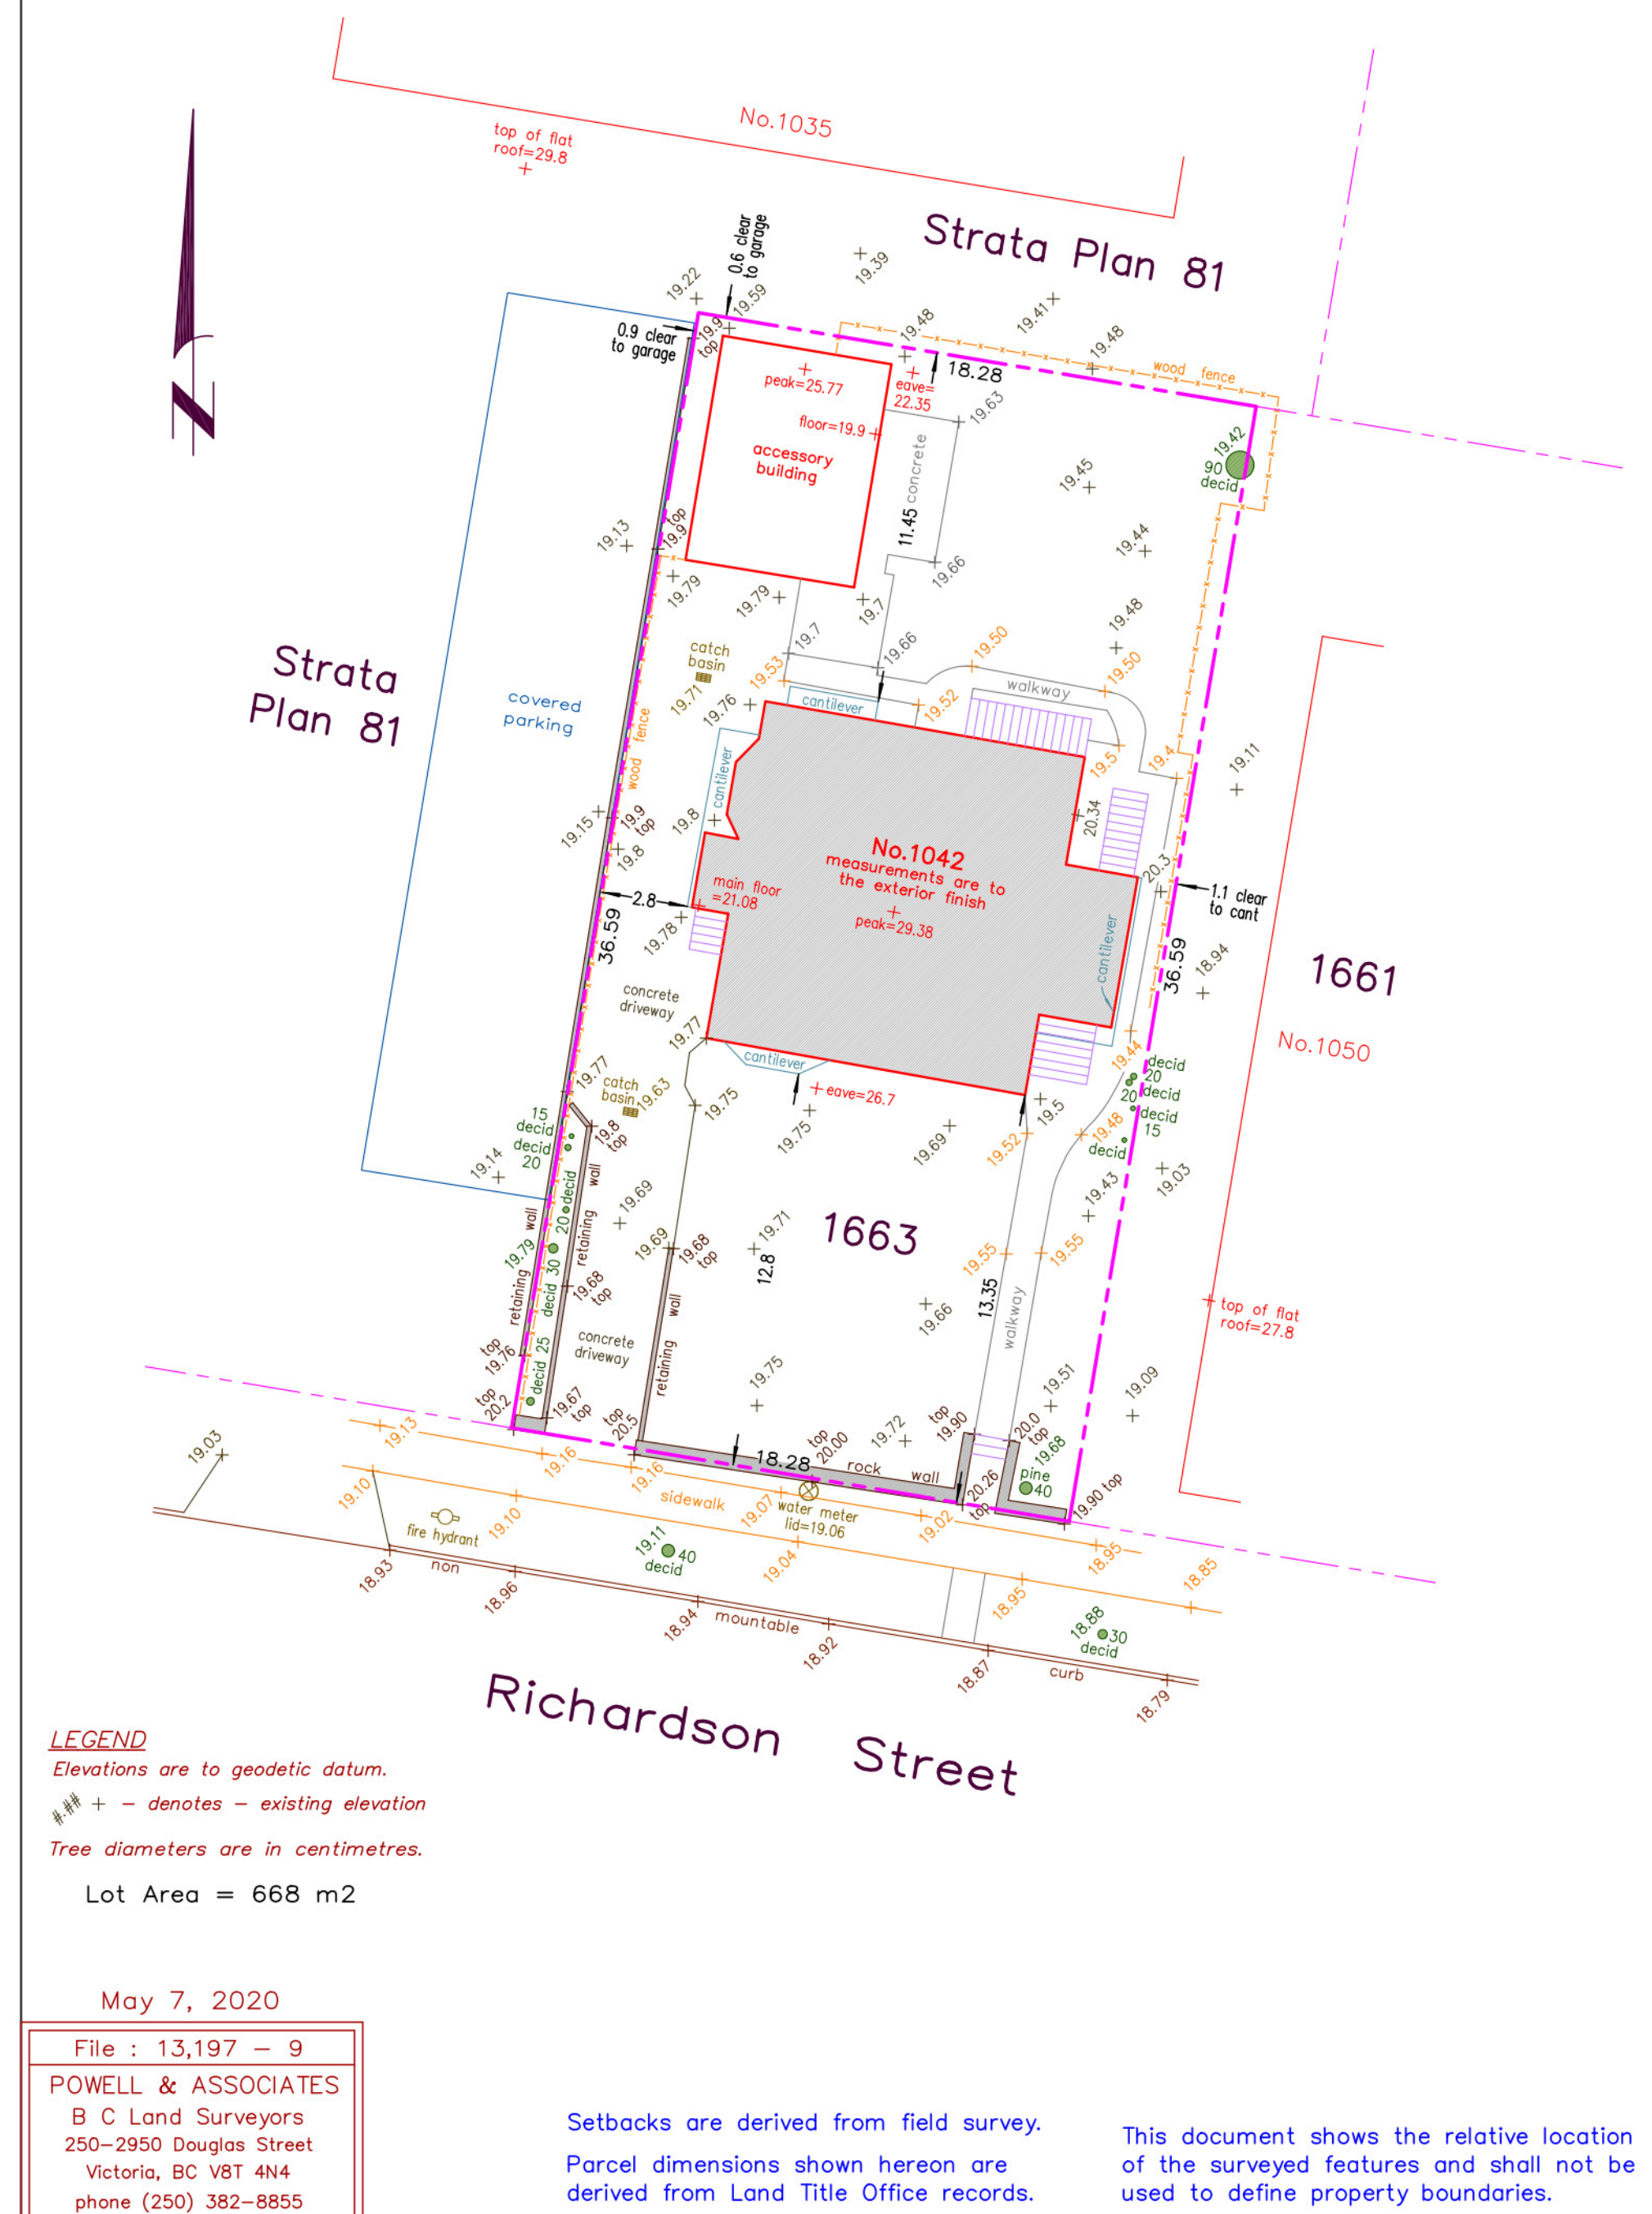 No.1035
top of flat
roof=29.8
Strata Plan 81
0.6 clear
to garage
19.22
19.59
19.39
19.48
19.41
19.48
wood fence
0.9 clear
to garage
19.9
top
18.28
peak=25.77
eave=
22.35
floor=19.9
19.63
accessory
building
concrete
11.45
19.42
90
decid
19.45
19.44
19.13
top
19.9
19.79
19.79
19.7
19.66
19.48
19.7
19.66
19.50
19.50
catch
basin
19.71
19.53
19.76
cantilever
19.52
walkway
Strata
Plan 81
covered
parking
wood fence
cantilever
19.5
19.4
19.11
19.15
19.9
top
19.8
19.8
20.34
No.1042
measurements are to
the exterior finish
peak=29.38
main floor
=21.08
20.3
1.1 clear
to cant
2.8
36.59
19.78
cantilever
36.59
18.94
1661
No.1050
concrete
driveway
19.77
cantilever
eave=26.7
19.44
decid
20
20
decid
decid
15
decid
19.77
catch
basin
19.63
19.75
19.75
19.69
19.5
19.52
19.48
15
decid
decid
20
19.8
top
19.14
wall
retaining
19.79
decid
20
wall
retaining
19.69
19.69
19.68
top
19.71
12.8
1663
19.43
19.03
19.55
19.55
decid 30
19.68
top
13.35
19.66
walkway
top of flat
roof=27.8
top
19.76
decid 25
concrete
driveway
wall
retaining
19.75
19.51
19.09
top
20.2
19.67
top
top
20.5
top
20.00
19.72
top
19.90
20.0
top
19.68
pine
40
18.28
rock wall
20.26
top
19.90 top
19.03
19.13
19.16
19.16
19.10
19.10
sidewalk
19.07
water meter
lid=19.06
19.02
18.95
fire hydrant
19.11
40
decid
19.04
18.95
18.85
18.93
non
18.96
18.94
mountable
18.92
18.87
18.88
30
decid
curb
18.79
Richardson Street
LEGEND
Elevations are to geodetic datum.
#.## + – denotes – existing elevation
Tree diameters are in centimetres.
Lot Area = 668 m2
May 7, 2020
File : 13,197 – 9
POWELL & ASSOCIATES
B C Land Surveyors
250–2950 Douglas Street
Victoria, BC V8T 4N4
phone (250) 382–8855
Setbacks are derived from field survey.
Parcel dimensions shown hereon are
derived from Land Title Office records.
This document shows the relative location
of the surveyed features and shall not be
used to define property boundaries.